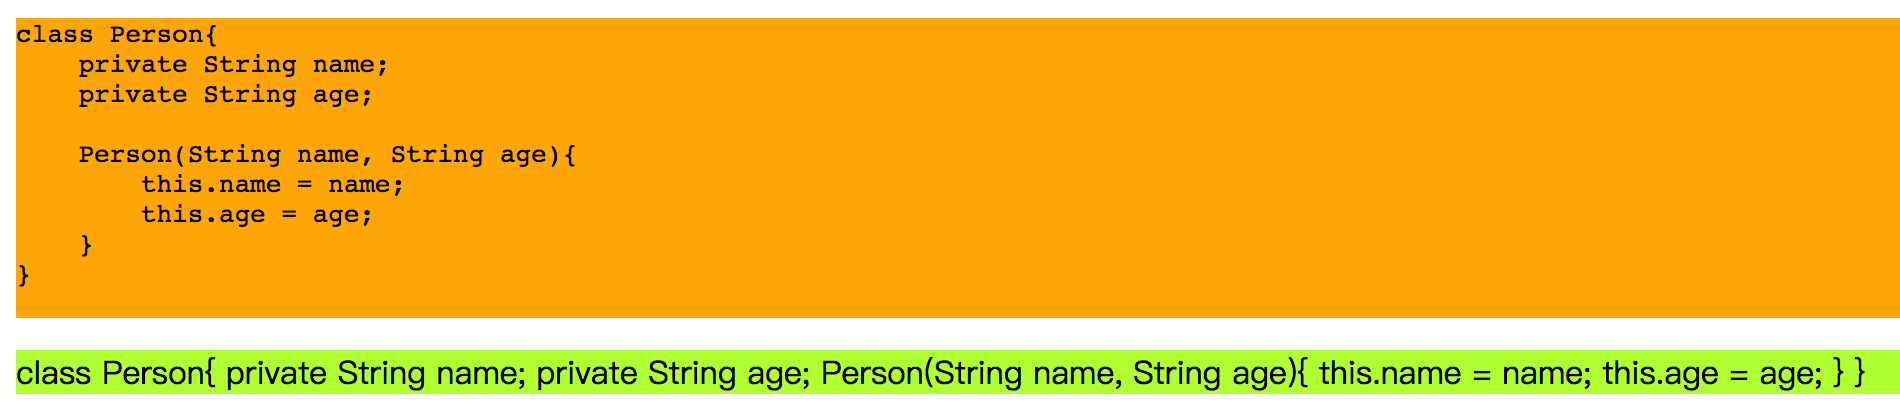 class Person{
    private String name;
    private String age;

    Person(String name, String age){
        this.name = name;
        this.age = age;
    }
}
class Person{ private String name; private String age; Person(String name, String age){ this.name = name; this.age = age; } }